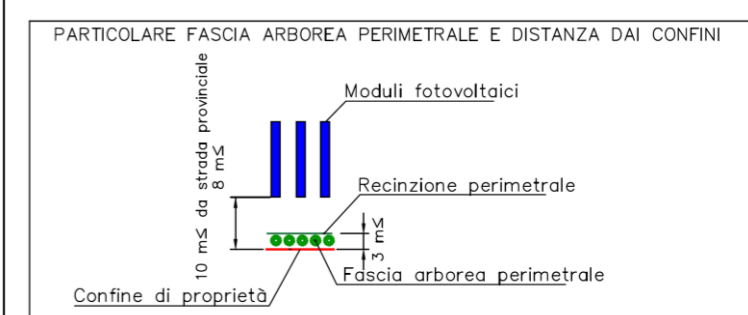 PARTICOLARE FASCIA ARBOREA PERIMETRALE E DISTANZA DAI CONFINI
Moduli fotovoltaici
10 m≤ da strada provinciale
8 m≤
Recinzione perimetrale
3 m≤
Fascia arborea perimetrale
Confine di proprietà